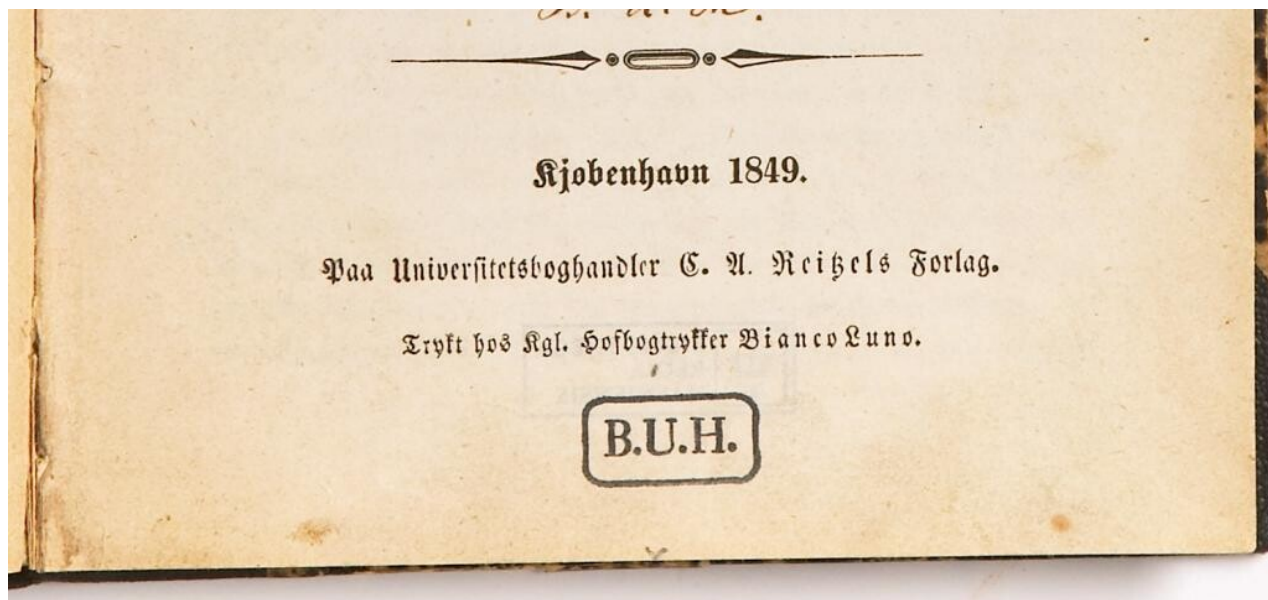 Kjobenhavn 1849.
Paa Universitetsboghandler C. A. Reitzels Forlag.
Trykt hos Kgl. Hofbogtrykker Bianco Luno.
B.U.H.